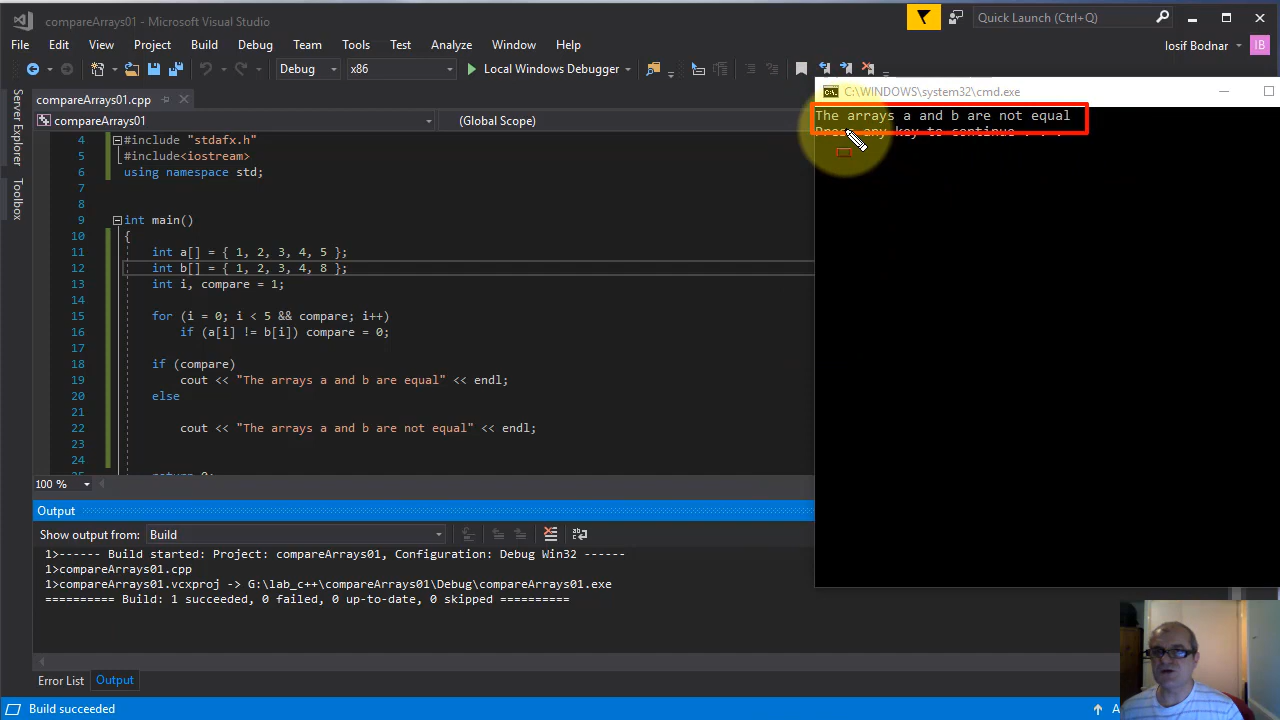 compareArrays01 - Microsoft Visual Studio
Quick Launch (Ctrl+Q)
File Edit View Project Build Debug Team Tools Test Analyze Window Help
Iosif Bodnar IB
Debug x86 Local Windows Debugger
compareArrays01.cpp
compareArrays01 (Global Scope)
Server Explorer
Toolbox
4 #include "stdafx.h"
5 #include<iostream>
6 using namespace std;
7
8
9 int main()
10 {
11 int a[] = { 1, 2, 3, 4, 5 };
12 int b[] = { 1, 2, 3, 4, 8 };
13 int i, compare = 1;
14
15 for (i = 0; i < 5 && compare; i++)
16 if (a[i] != b[i]) compare = 0;
17
18 if (compare)
19 cout << "The arrays a and b are equal" << endl;
20 else
21
22 cout << "The arrays a and b are not equal" << endl;
23
24
25 return 0;
100 %
C:\WINDOWS\system32\cmd.exe
The arrays a and b are not equal
Press any key to continue . . .
Output
Show output from: Build
1>------ Build started: Project: compareArrays01, Configuration: Debug Win32 ------
1>compareArrays01.cpp
1>compareArrays01.vcxproj -> G:\lab_c++\compareArrays01\Debug\compareArrays01.exe
========== Build: 1 succeeded, 0 failed, 0 up-to-date, 0 skipped ==========
Error List Output
Build succeeded